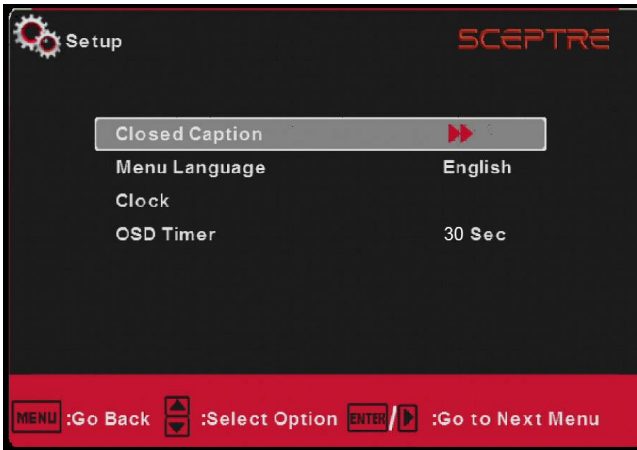 Setup SCEPTRE
Closed Caption
Menu Language English
Clock
OSD Timer 30 Sec
MENU :Go Back :Select Option ENTER / :Go to Next Menu